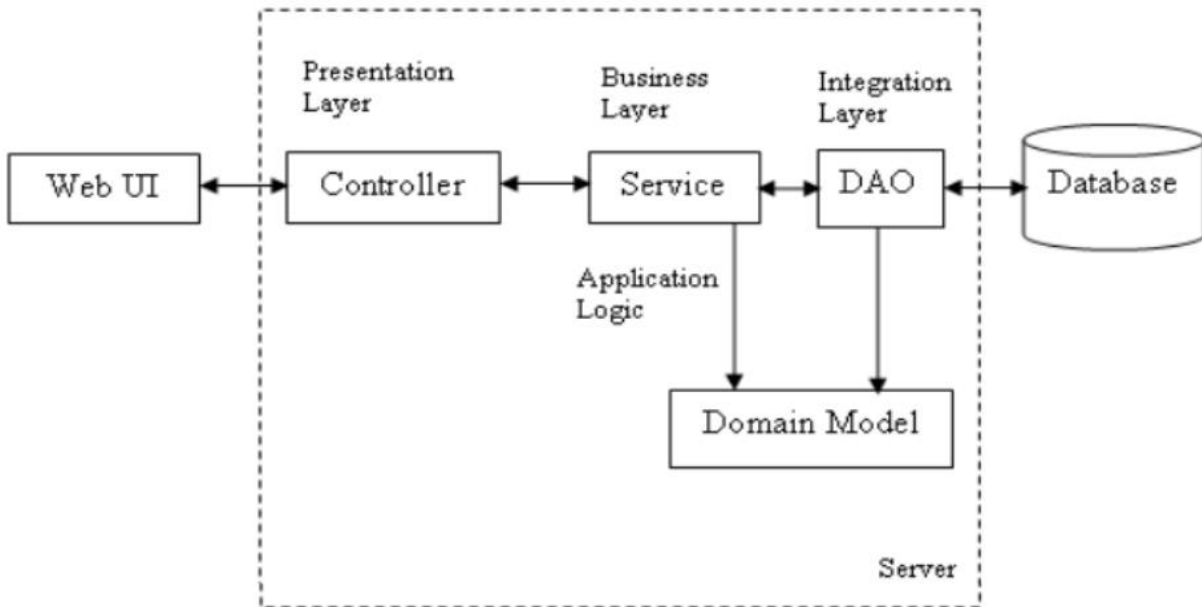 Presentation
Layer
Business
Layer
Integration
Layer
Web UI
Controller
Service
DAO
Database
Application
Logic
Domain Model
Server